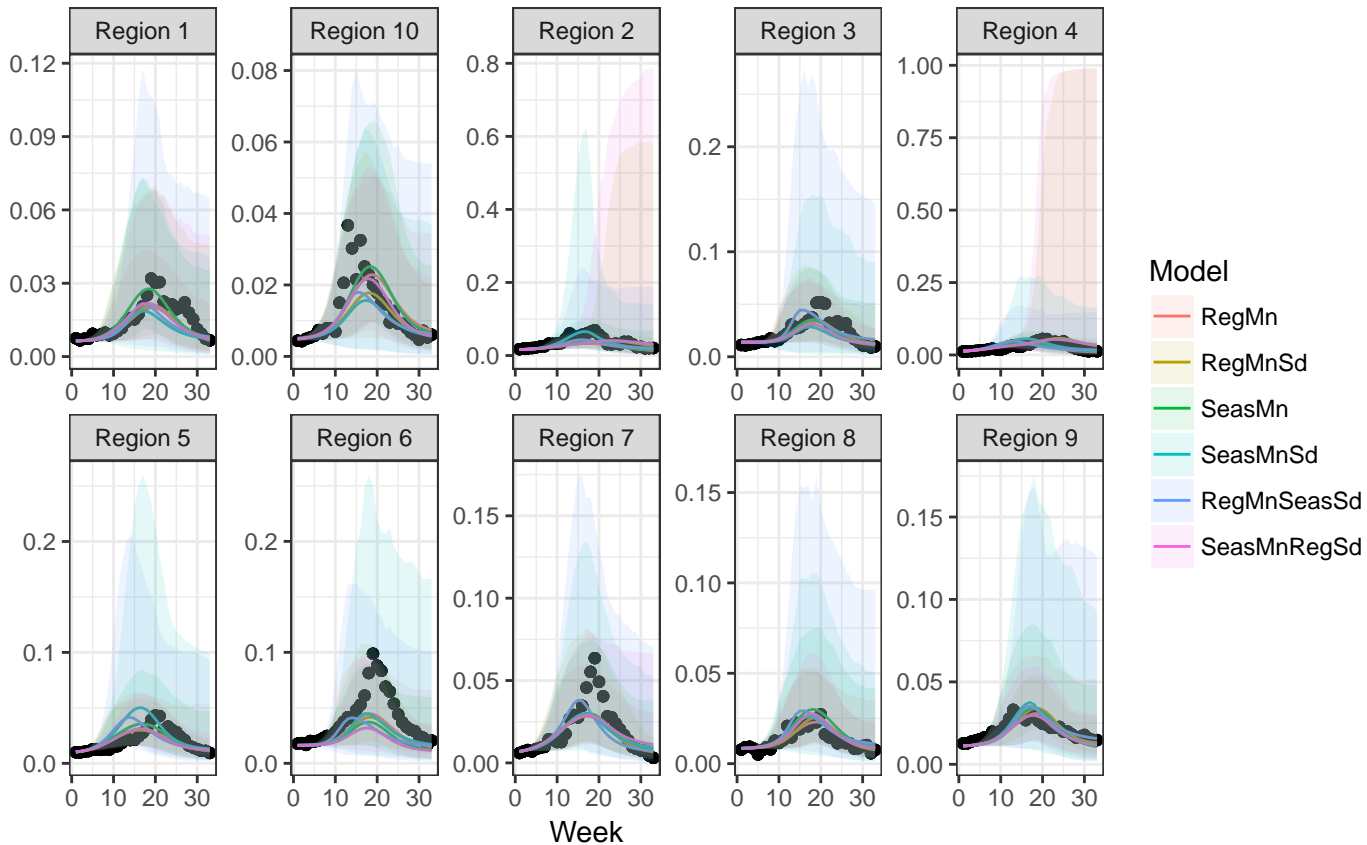 Region 1 Region 10 Region 2 Region 3 Region 4
0.12 0.09 0.06 0.03 0.00
0.08 0.06 0.04 0.02 0.00
0.8 0.6 0.4 0.2 0.0
0.2 0.1 0.0
1.00 0.75 0.50 0.25 0.00
0 10 20 30 0 10 20 30 0 10 20 30 0 10 20 30 0 10 20 30
Region 5 Region 6 Region 7 Region 8 Region 9
0.2 0.1 0.0
0.2 0.1 0.0
0.15 0.10 0.05 0.00
0.15 0.10 0.05 0.00
0.15 0.10 0.05 0.00
0 10 20 30 0 10 20 30 0 10 20 30 0 10 20 30 0 10 20 30
Week
Model
RegMn
RegMnSd
SeasMn
SeasMnSd
RegMnSeasSd
SeasMnRegSd